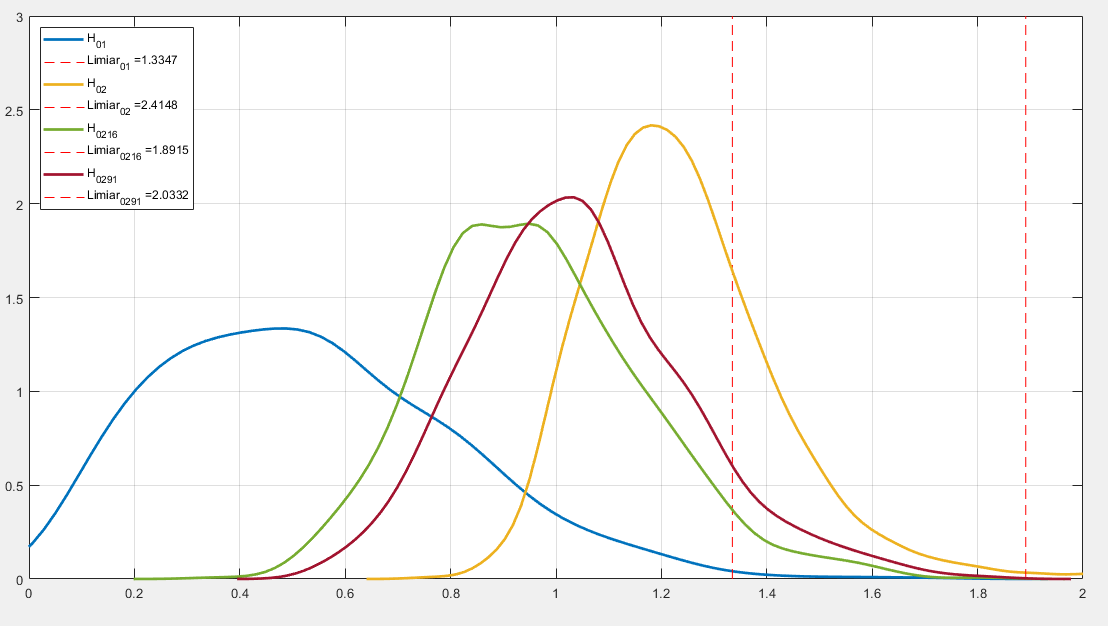 3
2.5
2
1.5
1
0.5
0
H01
Limiar01 =1.3347
H02
Limiar02 =2.4148
H0216
Limiar0216 =1.8915
H0291
Limiar0291 =2.0332
0 0.2 0.4 0.6 0.8 1 1.2 1.4 1.6 1.8 2